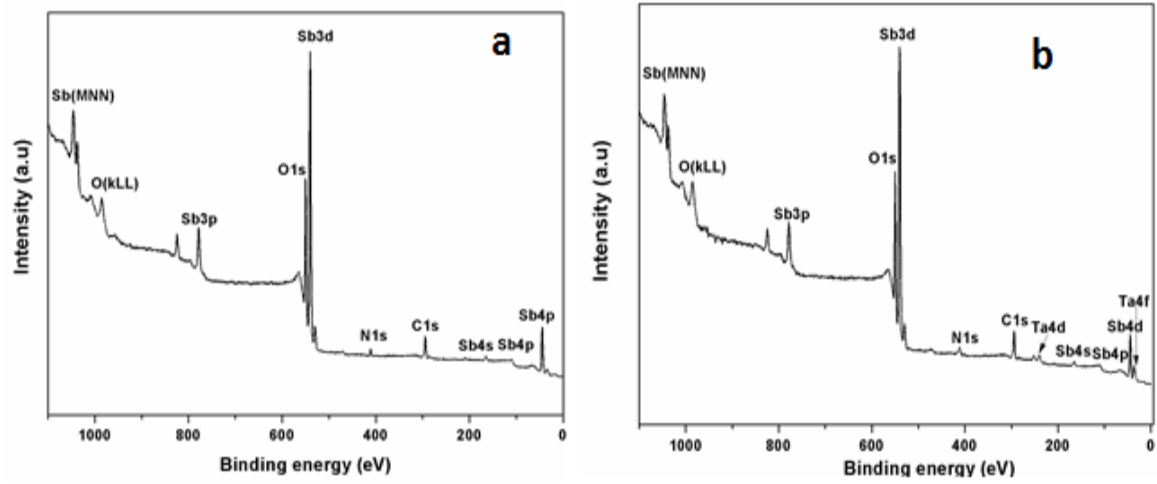 a
Sb3d
Sb(MNN)
O1s
O(kLL)
Sb3p
Sb4p
N1s
C1s
Sb4s
Sb4p
Intensity (a.u)
1000
800
600
400
200
0
Binding energy (eV)
b
Sb3d
Sb(MNN)
O1s
O(kLL)
Sb3p
Ta4f
Sb4d
C1s
Ta4d
N1s
Sb4s
Sb4p
Intensity (a.u)
1000
800
600
400
200
0
Binding energy (eV)